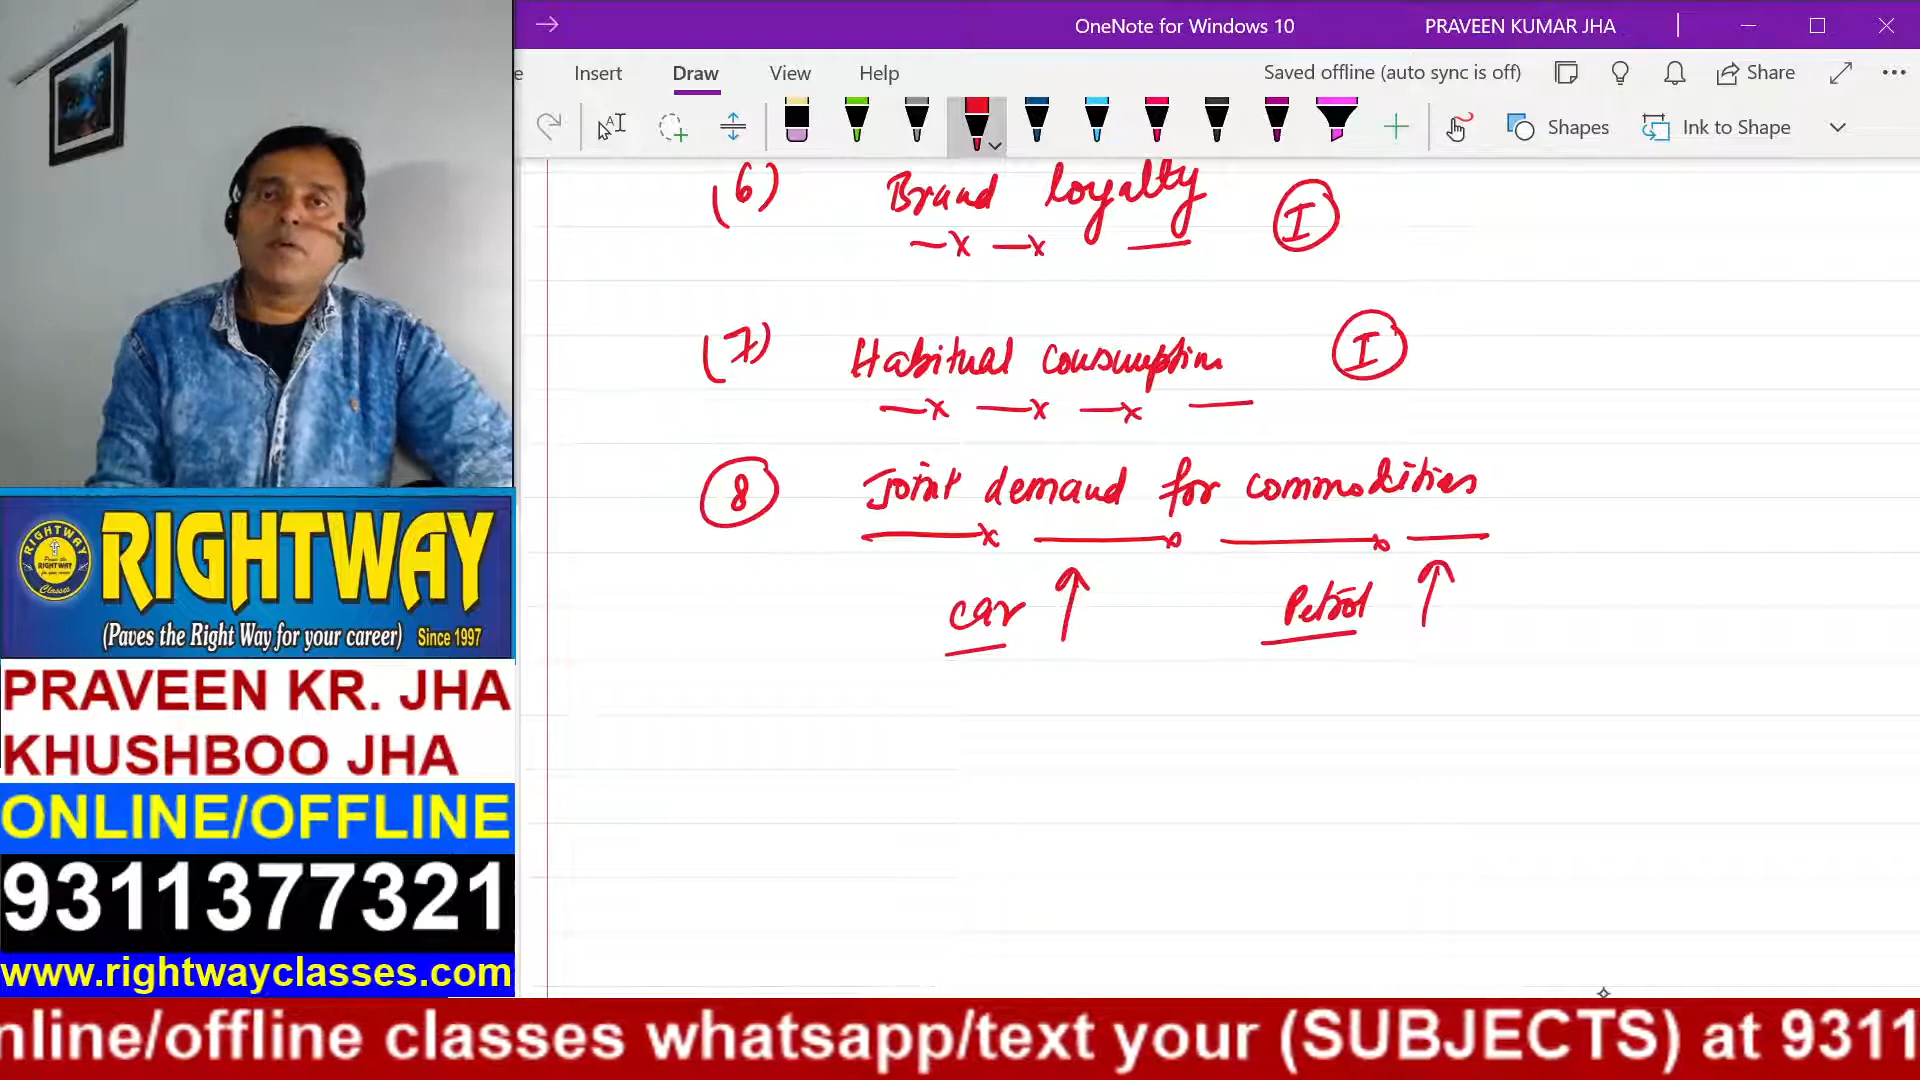 OneNote for Windows 10
PRAVEEN KUMAR JHA
e Insert Draw View Help
Saved offline (auto sync is off)
Share
Shapes
Ink to Shape
(6) Brand loyalty I
(7) Habitual consumption I
8 Joint demand for commodities
car ↑ Petrol ↑
RIGHTWAY
RIGHTWAY
Classes
(Paves the Right Way for your career) Since 1997
PRAVEEN KR. JHA
KHUSHBOO JHA
ONLINE/OFFLINE
9311377321
www.rightwayclasses.com
nline/offline classes whatsapp/text your (SUBJECTS) at 9311